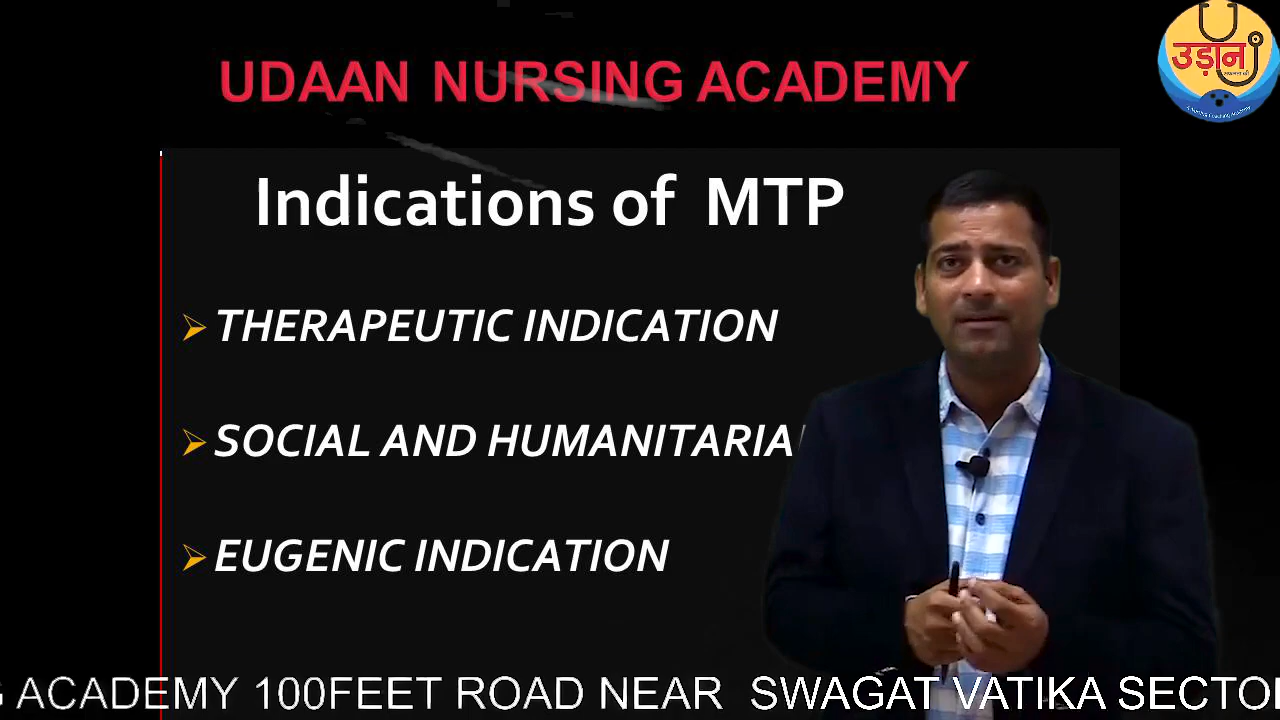 UDAAN NURSING ACADEMY
उड़ान
Indications of MTP
THERAPEUTIC INDICATION
SOCIAL AND HUMANITARIA
EUGENIC INDICATION
ACADEMY 100FEET ROAD NEAR SWAGAT VATIKA SECTO